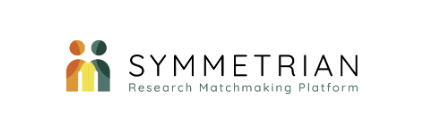 SYMMETRIAN
Research Matchmaking Platform